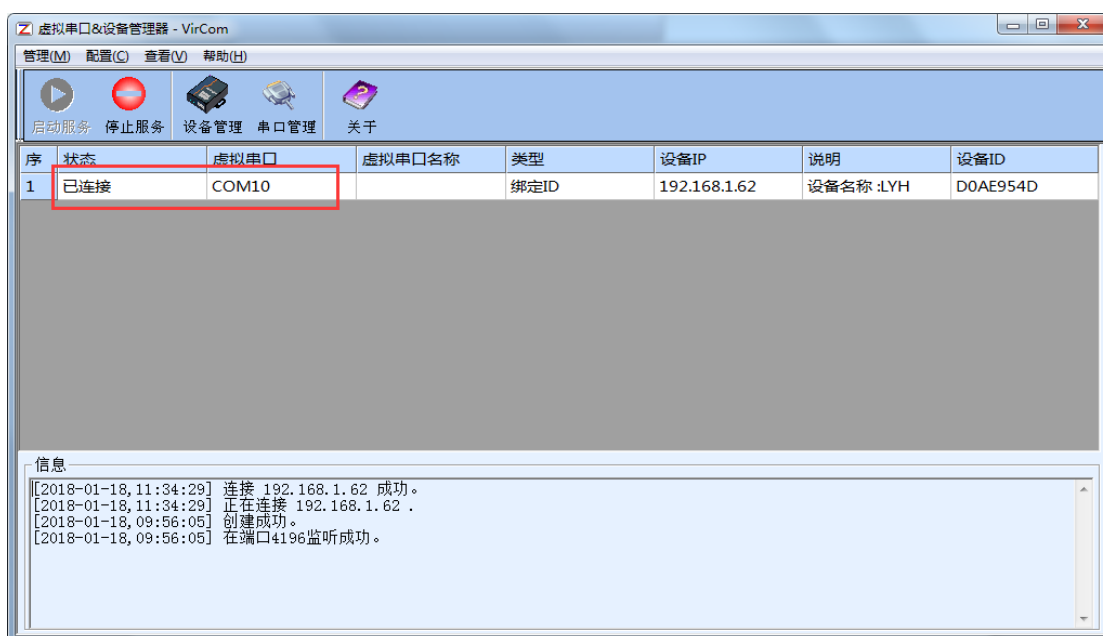 虚拟串口&设备管理器 - VirCom
管理(M) 配置(C) 查看(V) 帮助(H)
启动服务 停止服务 设备管理 串口管理 关于
序 状态 虚拟串口 虚拟串口名称 类型 设备IP 说明 设备ID
1 已连接 COM10 绑定ID 192.168.1.62 设备名称 :LYH D0AE954D
信息
[2018-01-18,11:34:29] 连接 192.168.1.62 成功。
[2018-01-18,11:34:29] 正在连接 192.168.1.62 .
[2018-01-18,09:56:05] 创建成功。
[2018-01-18,09:56:05] 在端口4196监听成功。